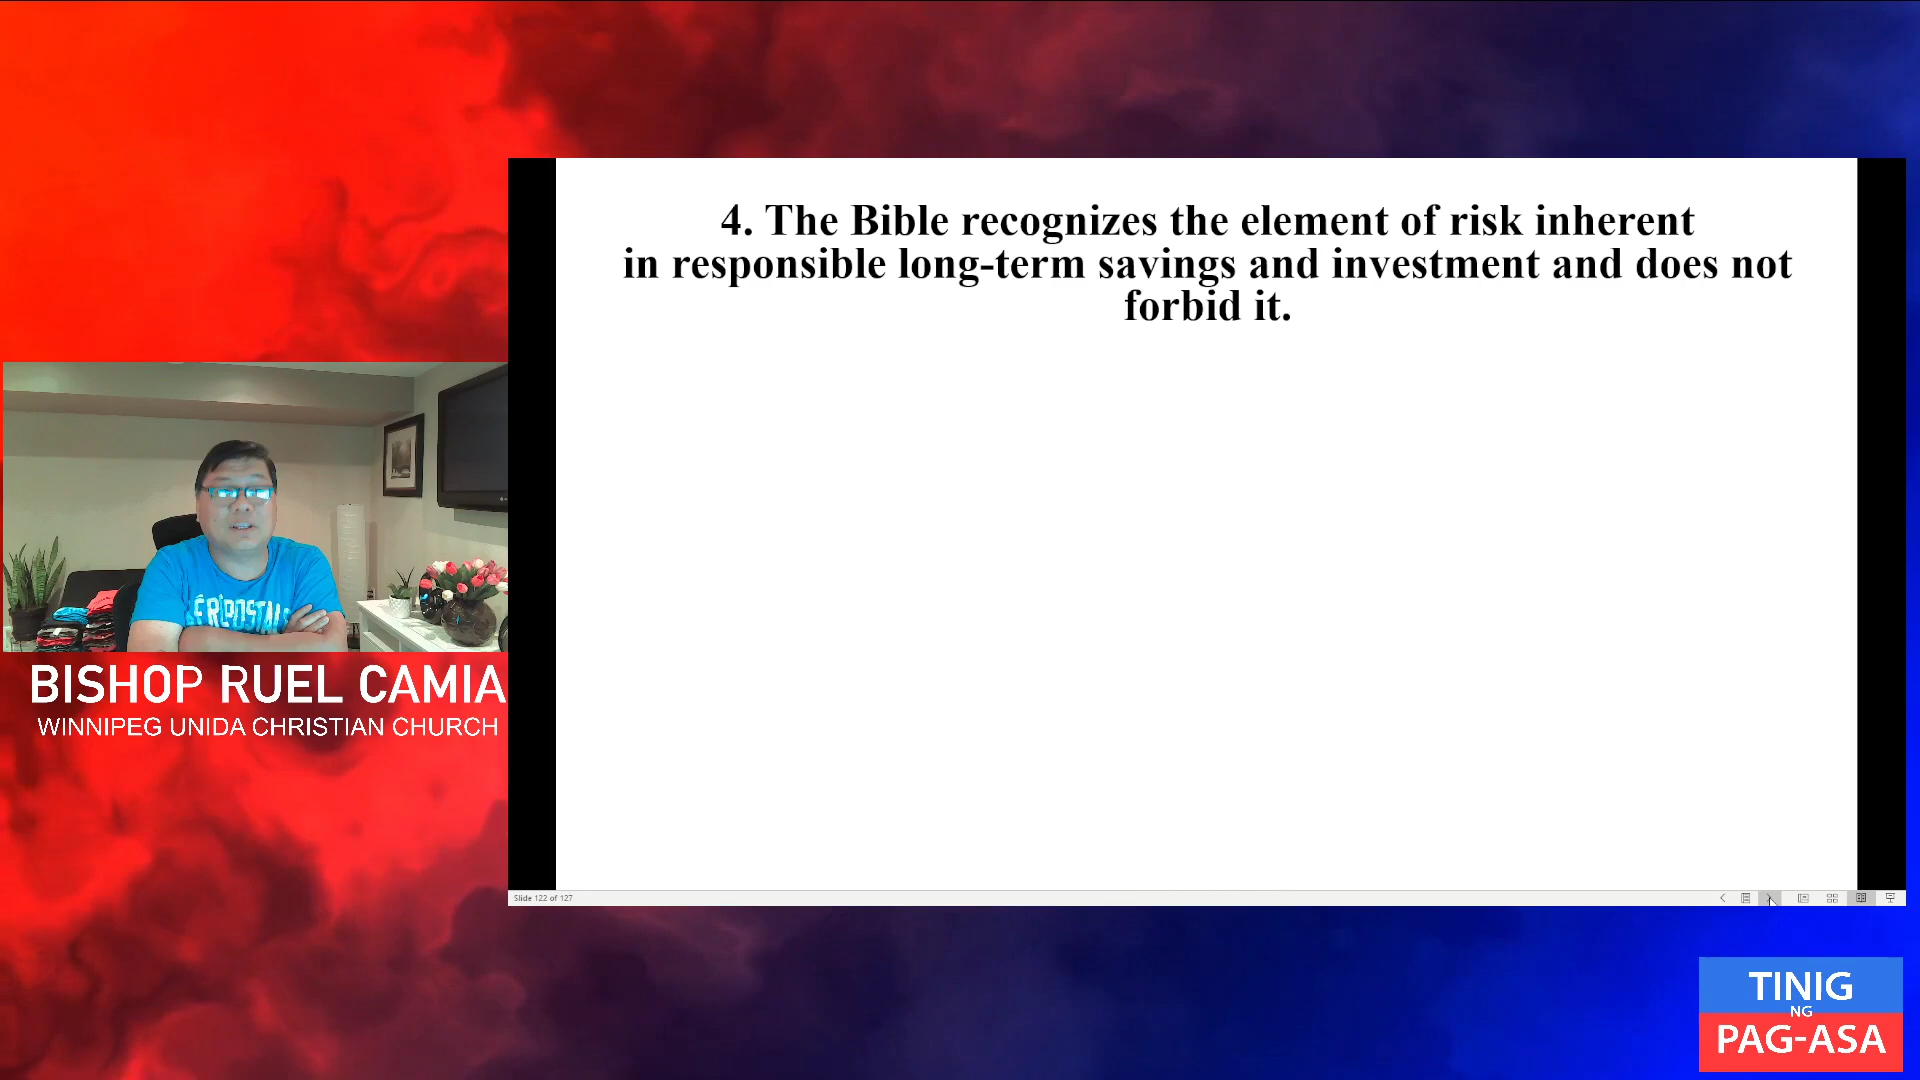 4. The Bible recognizes the element of risk inherent
in responsible long-term savings and investment and does not
forbid it.
BISHOP RUEL CAMIA
WINNIPEG UNIDA CHRISTIAN CHURCH
Slide 122 of 127
TINIG
NG
PAG-ASA